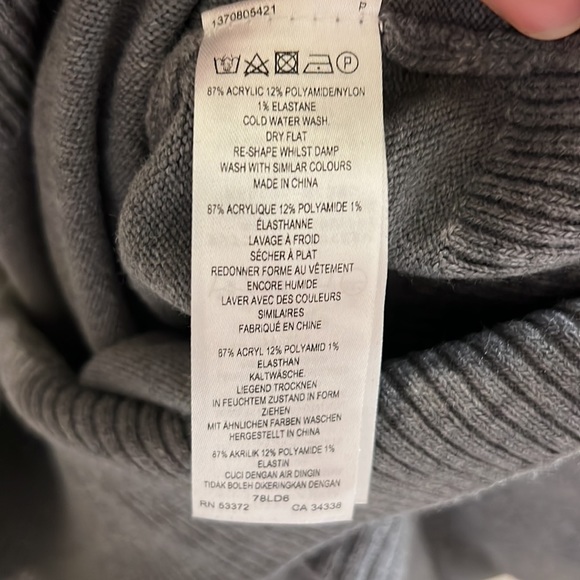 1370805421 P
87% ACRYLIC 12% POLYAMIDE/NYLON
1% ELASTANE
COLD WATER WASH.
DRY FLAT
RE-SHAPE WHILST DAMP
WASH WITH SIMILAR COLOURS
MADE IN CHINA
87% ACRYLIQUE 12% POLYAMIDE 1%
ÉLASTHANNE
LAVAGE À FROID
SÉCHER À PLAT
REDONNER FORME AU VÊTEMENT
ENCORE HUMIDE
LAVER AVEC DES COULEURS
SIMILAIRES
FABRIQUÉ EN CHINE
87% ACRYL 12% POLYAMID 1%
ELASTHAN
KALTWÄSCHE.
LIEGEND TROCKNEN
IN FEUCHTEM ZUSTAND IN FORM
ZIEHEN
MIT ÄHNLICHEN FARBEN WASCHEN
HERGESTELLT IN CHINA
87% AKRILIK 12% POLYAMIDE 1%
ELASTIN
CUCI DENGAN AIR DINGIN
TIDAK BOLEH DIKERINGKAN DENGAN
78LD6
RN 53372 CA 34338